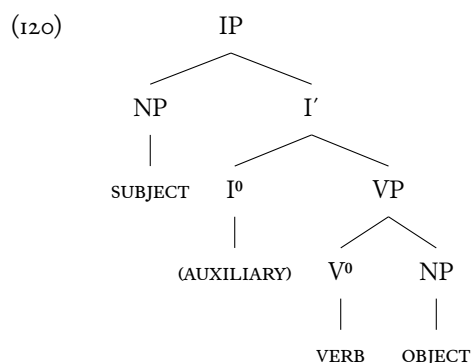 (120) IP
NP I′
SUBJECT I⁰ VP
(AUXILIARY) V⁰ NP
VERB OBJECT